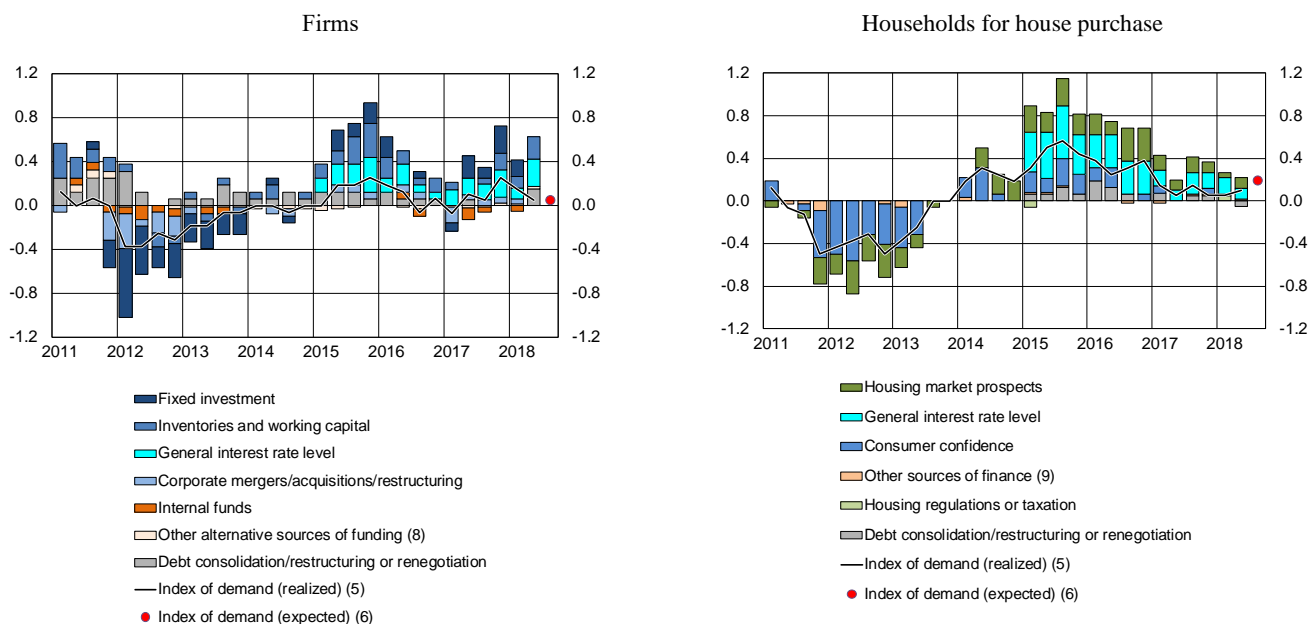 Firms
1.2
0.8
0.4
0.0
-0.4
-0.8
-1.2
1.2
0.8
0.4
0.0
-0.4
-0.8
-1.2
2011 2012 2013 2014 2015 2016 2017 2018
Fixed investment
Inventories and working capital
General interest rate level
Corporate mergers/acquisitions/restructuring
Internal funds
Other alternative sources of funding (8)
Debt consolidation/restructuring or renegotiation
Index of demand (realized) (5)
Index of demand (expected) (6)
Households for house purchase
1.2
0.8
0.4
0.0
-0.4
-0.8
-1.2
1.2
0.8
0.4
0.0
-0.4
-0.8
-1.2
2011 2012 2013 2014 2015 2016 2017 2018
Housing market prospects
General interest rate level
Consumer confidence
Other sources of finance (9)
Housing regulations or taxation
Debt consolidation/restructuring or renegotiation
Index of demand (realized) (5)
Index of demand (expected) (6)